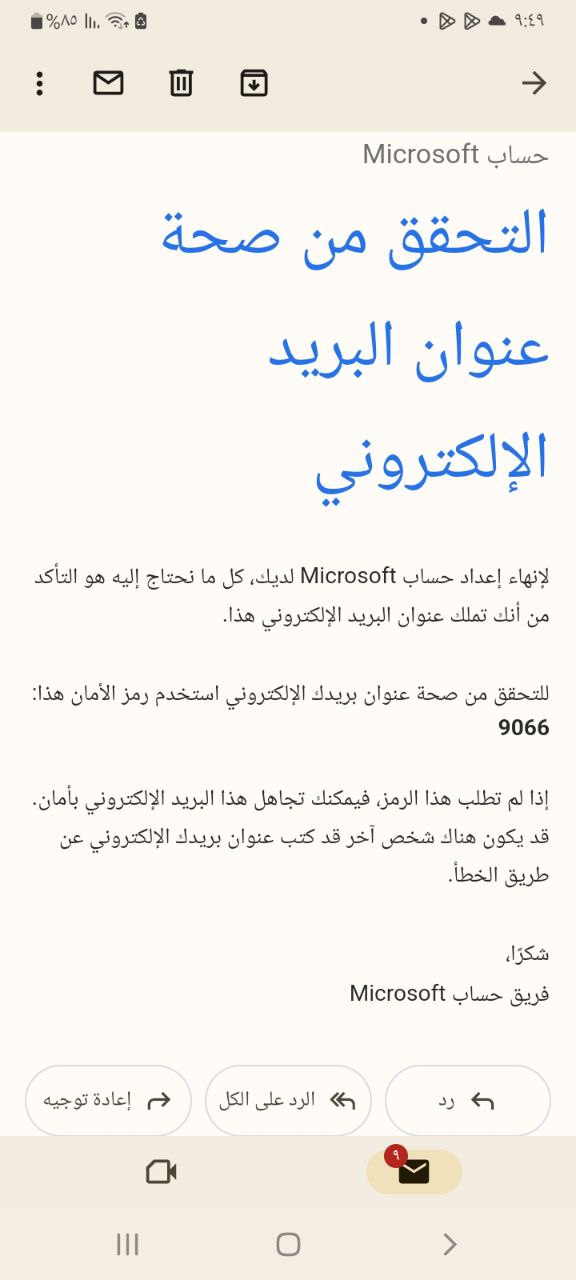 %٨٥
٩:٤٩
حساب Microsoft
التحقق من صحة
عنوان البريد
الإلكتروني
لإنهاء إعداد حساب Microsoft لديك، كل ما نحتاج إليه هو التأكد
من أنك تملك عنوان البريد الإلكتروني هذا.
للتحقق من صحة عنوان بريدك الإلكتروني استخدم رمز الأمان هذا:
9066
إذا لم تطلب هذا الرمز، فيمكنك تجاهل هذا البريد الإلكتروني بأمان.
قد يكون هناك شخص آخر قد كتب عنوان بريدك الإلكتروني عن
طريق الخطأ.
شكرًا،
فريق حساب Microsoft
رد
الرد على الكل
إعادة توجيه
٩